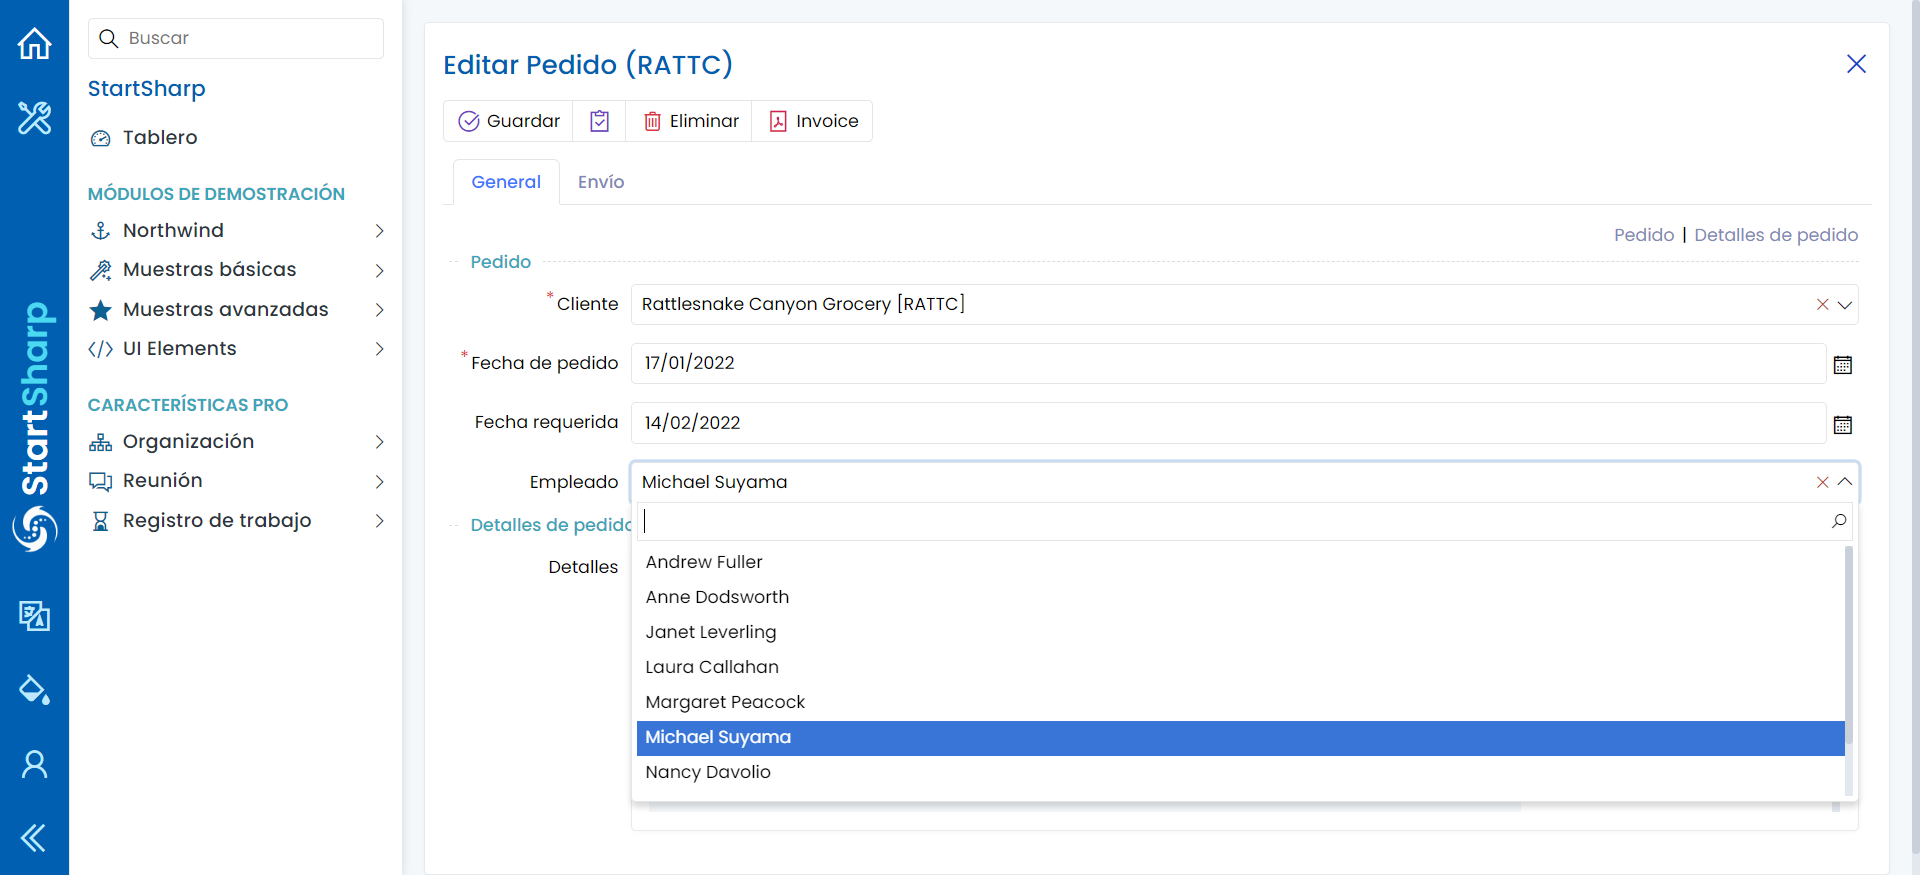 StartSharp
Buscar
StartSharp
Tablero
MÓDULOS DE DEMOSTRACIÓN
Northwind
Muestras básicas
Muestras avanzadas
UI Elements
CARACTERÍSTICAS PRO
Organización
Reunión
Registro de trabajo
Editar Pedido (RATTC)
Guardar
Eliminar
Invoice
General
Envío
Pedido | Detalles de pedido
Pedido
*Cliente
Rattlesnake Canyon Grocery [RATTC]
*Fecha de pedido
17/01/2022
Fecha requerida
14/02/2022
Empleado
Michael Suyama
Detalles de pedido
Detalles
Andrew Fuller
Anne Dodsworth
Janet Leverling
Laura Callahan
Margaret Peacock
Michael Suyama
Nancy Davolio